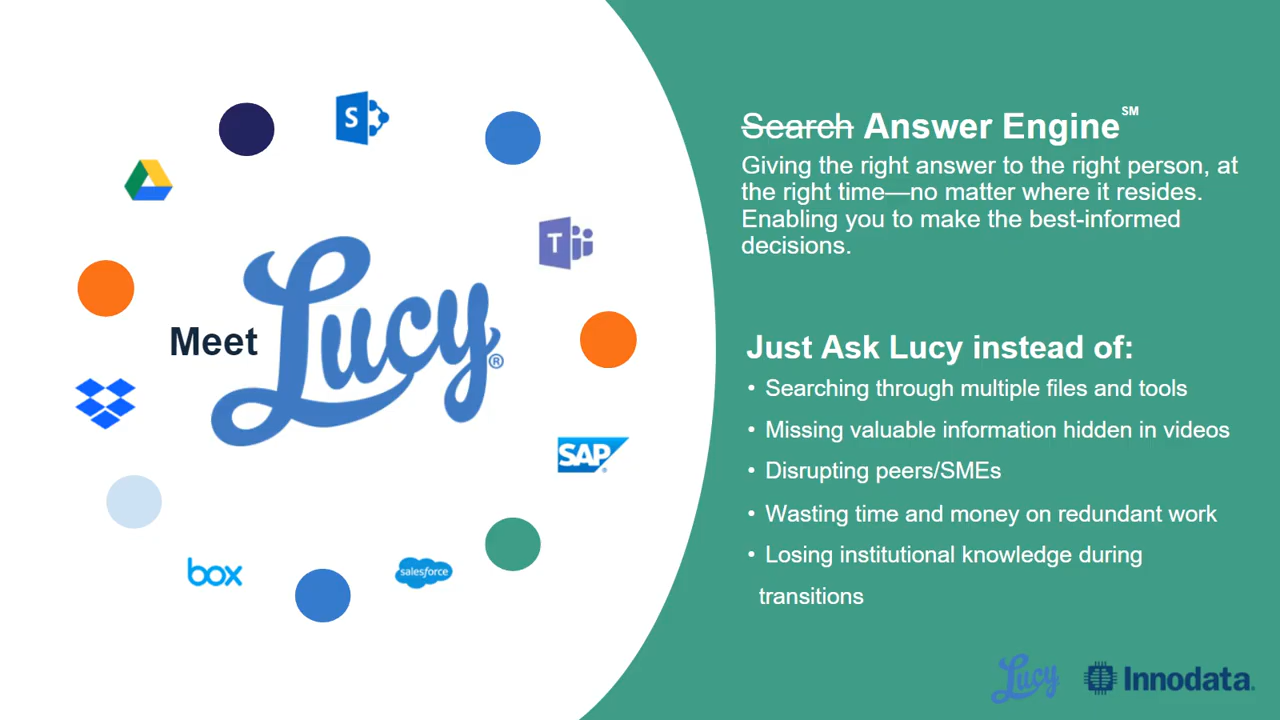 S
T
Meet Lucy®
SAP
box
salesforce
Search Answer Engine℠
Giving the right answer to the right person, at
the right time—no matter where it resides.
Enabling you to make the best-informed
decisions.
Just Ask Lucy instead of:
• Searching through multiple files and tools
• Missing valuable information hidden in videos
• Disrupting peers/SMEs
• Wasting time and money on redundant work
• Losing institutional knowledge during
transitions
Lucy
Innodata